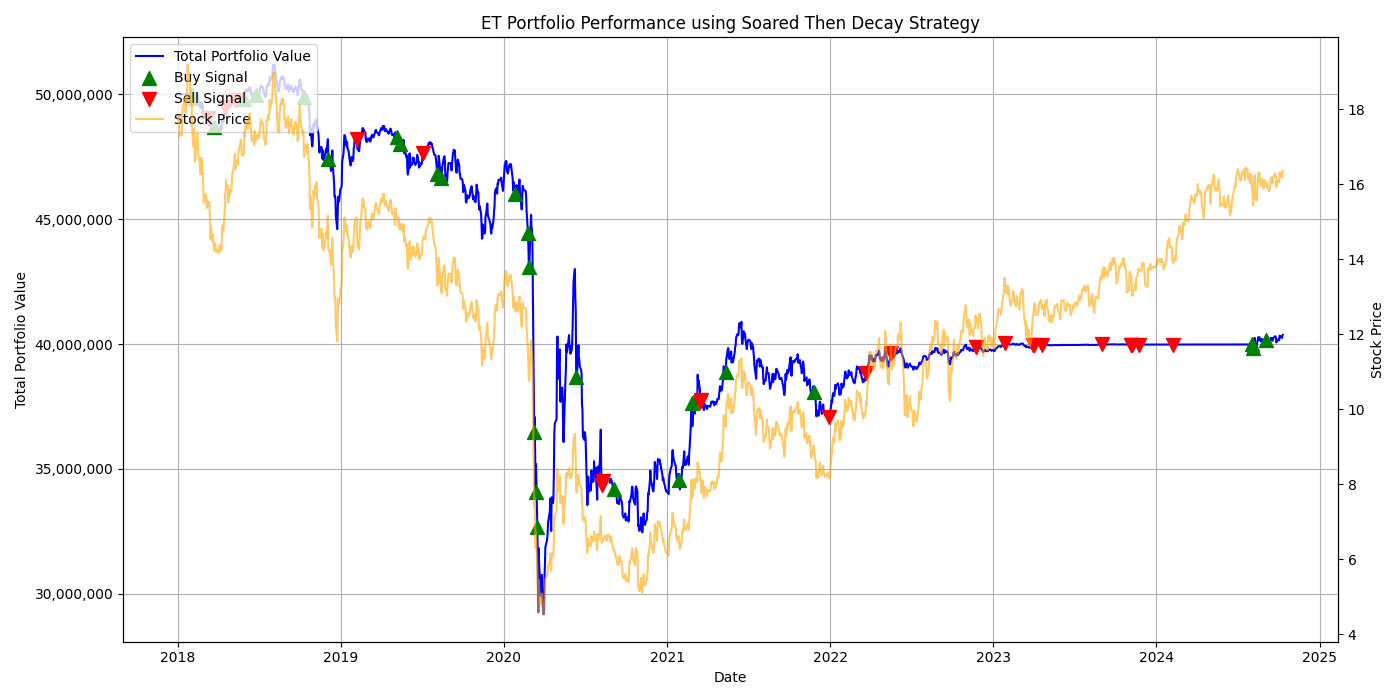 ET Portfolio Performance using Soared Then Decay Strategy
Total Portfolio Value
Buy Signal
Sell Signal
Stock Price
50,000,000
45,000,000
40,000,000
35,000,000
30,000,000
Total Portfolio Value
18
16
14
12
10
8
6
4
Stock Price
2018
2019
2020
2021
2022
2023
2024
2025
Date